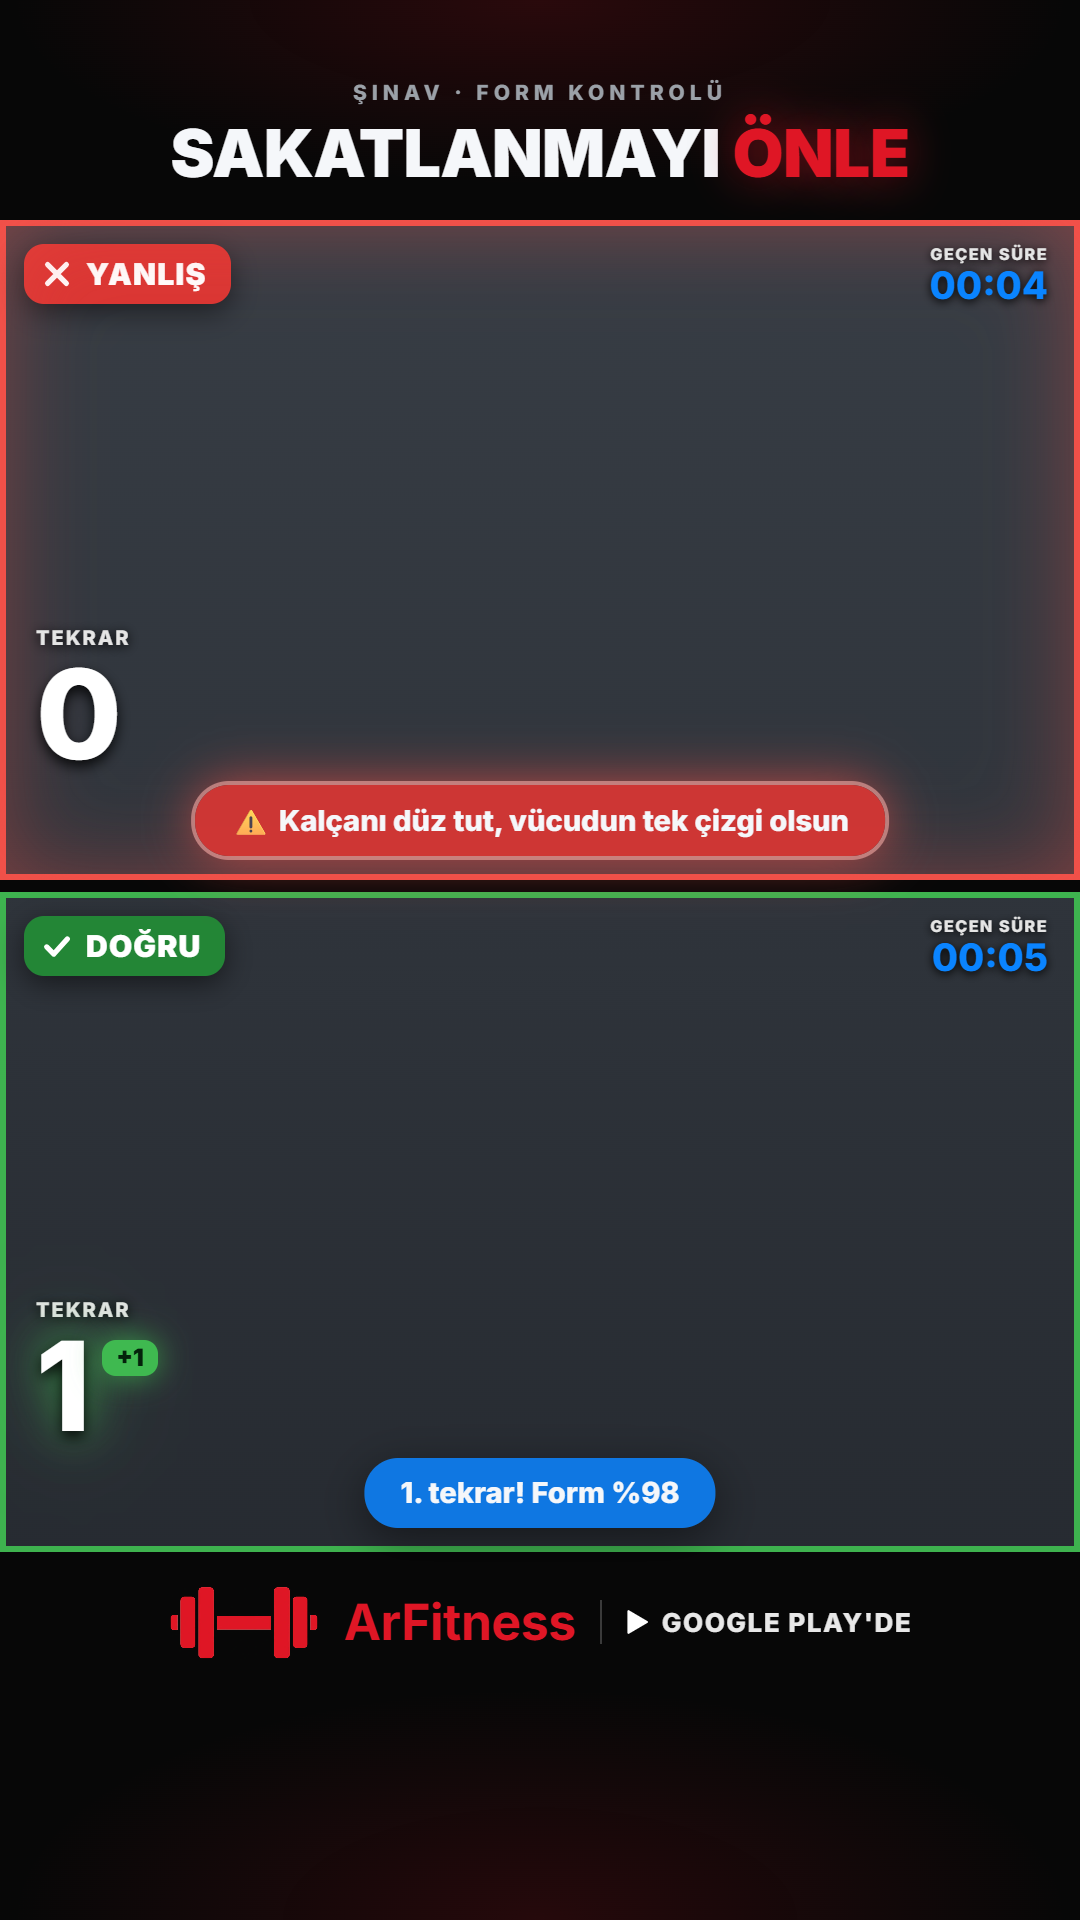 ŞINAV · FORM KONTROLÜ
SAKATLANMAYI ÖNLE
YANLIŞ
GEÇEN SÜRE
00:04
TEKRAR
0
⚠ Kalçanı düz tut, vücudun tek çizgi olsun
DOĞRU
GEÇEN SÜRE
00:05
TEKRAR
1 +1
1. tekrar! Form %98
ArFitness
GOOGLE PLAY'DE